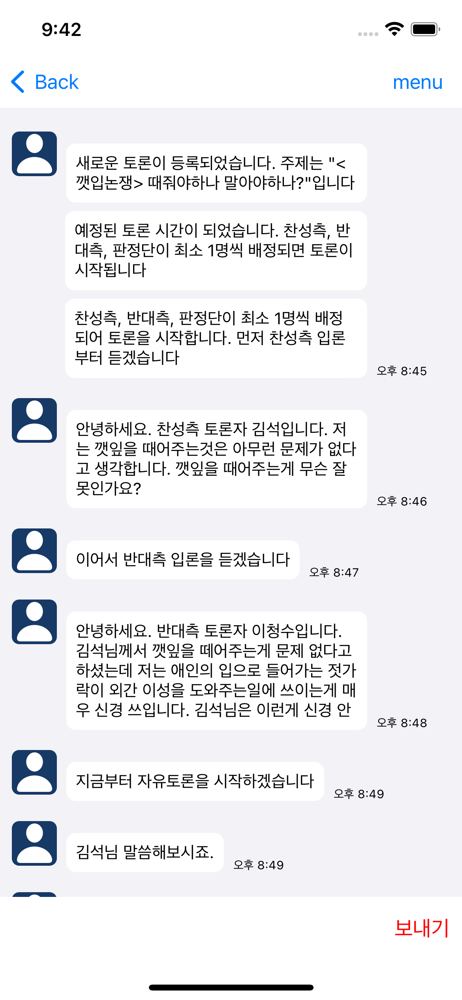 9:42
Back
menu
새로운 토론이 등록되었습니다. 주제는 "<
깻입논쟁> 때줘야하나 말아야하나?"입니다
예정된 토론 시간이 되었습니다. 찬성측, 반
대측, 판정단이 최소 1명씩 배정되면 토론이
시작됩니다
찬성측, 반대측, 판정단이 최소 1명씩 배정
되어 토론을 시작합니다. 먼저 찬성측 입론
부터 듣겠습니다
오후 8:45
안녕하세요. 찬성측 토론자 김석입니다. 저
는 깻잎을 때어주는것은 아무런 문제가 없다
고 생각합니다. 깻잎을 때어주는게 무슨 잘
못인가요?
오후 8:46
이어서 반대측 입론을 듣겠습니다
오후 8:47
안녕하세요. 반대측 토론자 이청수입니다.
김석님께서 깻잎을 떼어주는게 문제 없다고
하셨는데 저는 애인의 입으로 들어가는 젓가
락이 외간 이성을 도와주는일에 쓰이는게 매
우 신경 쓰입니다. 김석님은 이런게 신경 안
오후 8:48
지금부터 자유토론을 시작하겠습니다
오후 8:49
김석님 말씀해보시죠.
오후 8:49
보내기